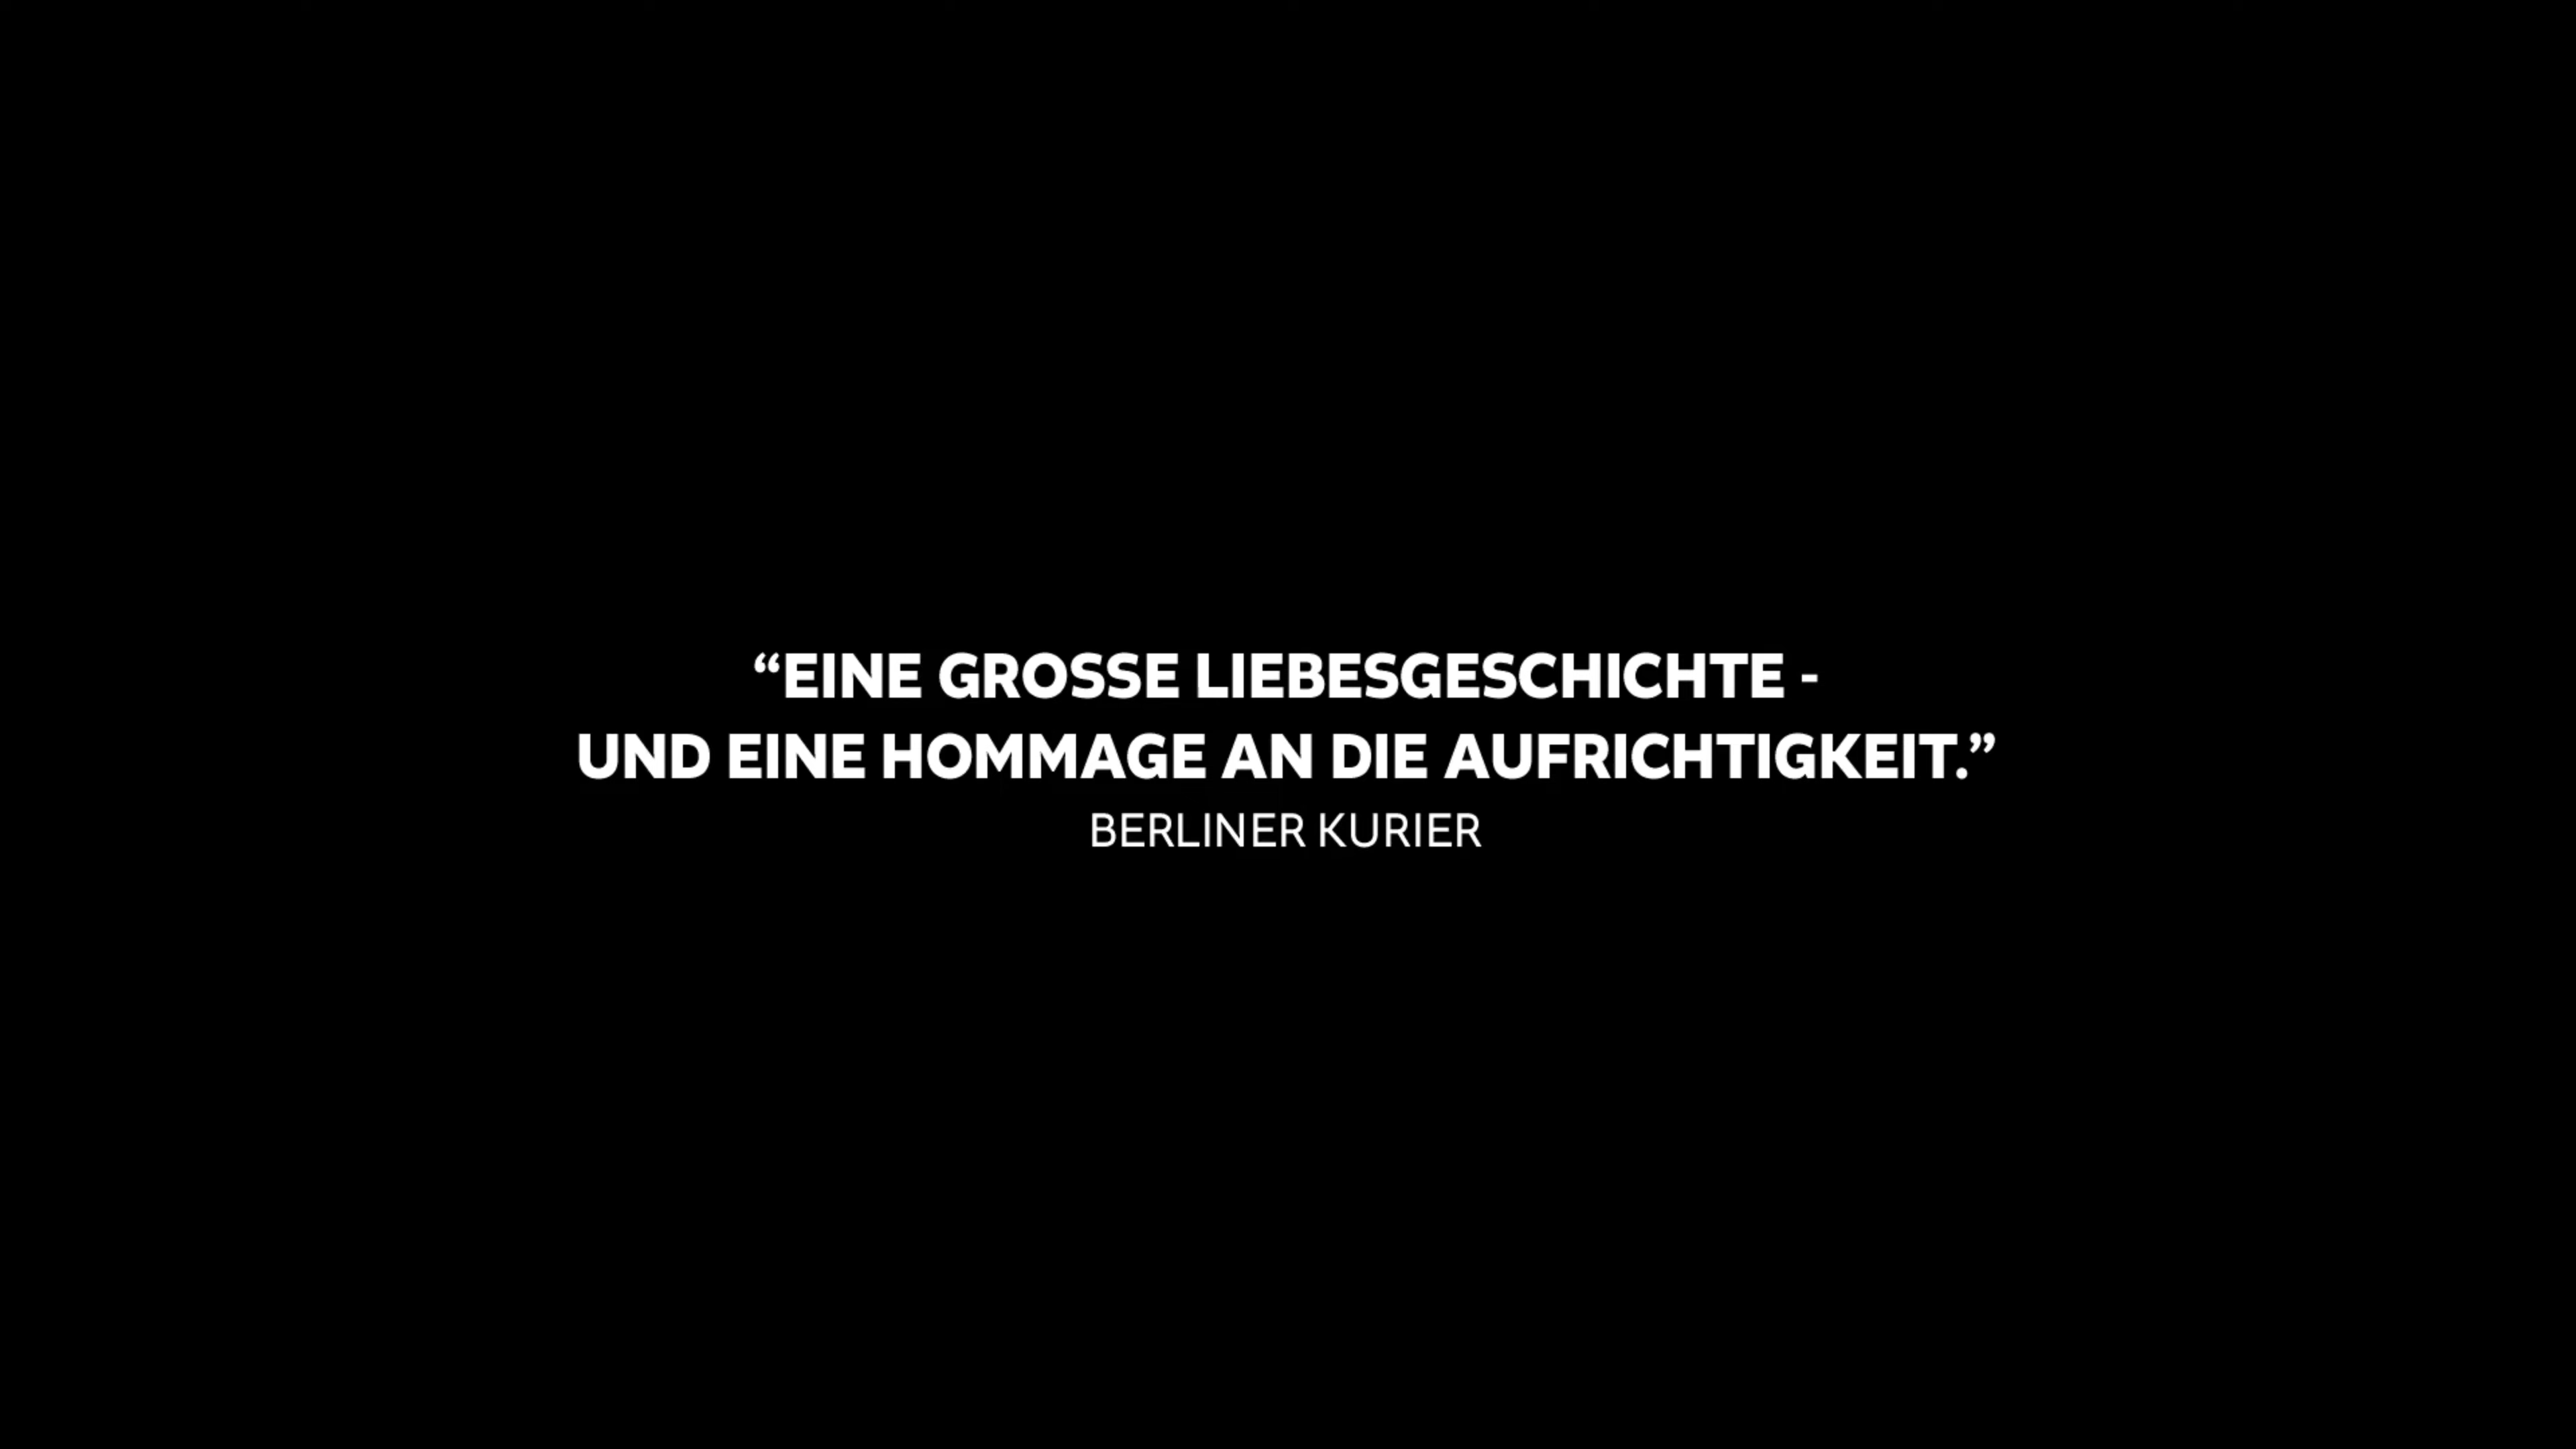 “EINE GROSSE LIEBESGESCHICHTE -
UND EINE HOMMAGE AN DIE AUFRICHTIGKEIT.”
BERLINER KURIER